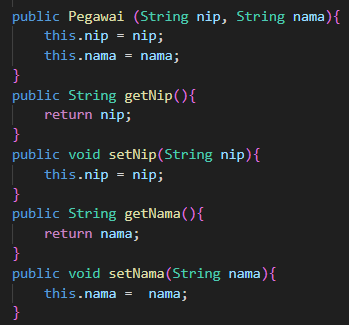 public Pegawai (String nip, String nama){
    this.nip = nip;
    this.nama = nama;
}
public String getNip(){
    return nip;
}
public void setNip(String nip){
    this.nip = nip;
}
public String getNama(){
    return nama;
}
public void setNama(String nama){
    this.nama =  nama;
}